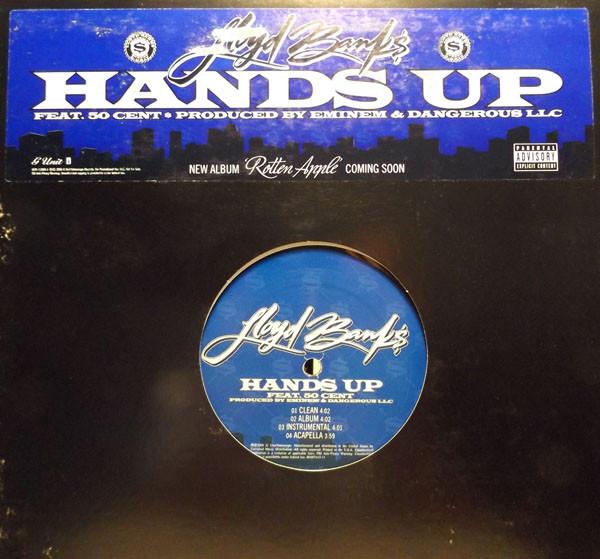 Lloyd Bank$
HANDS UP
FEAT. 50 CENT • PRODUCED BY EMINEM & DANGEROUS LLC
G Unit
NEW ALBUM "Rotten Apple" COMING SOON
PARENTAL
ADVISORY
EXPLICIT CONTENT
Lloyd Bank$
HANDS UP
FEAT. 50 CENT
PRODUCED BY EMINEM & DANGEROUS LLC
01 CLEAN 4:02
02 ALBUM 4:02
03 INSTRUMENTAL 4:01
04 ACAPELLA 3:59